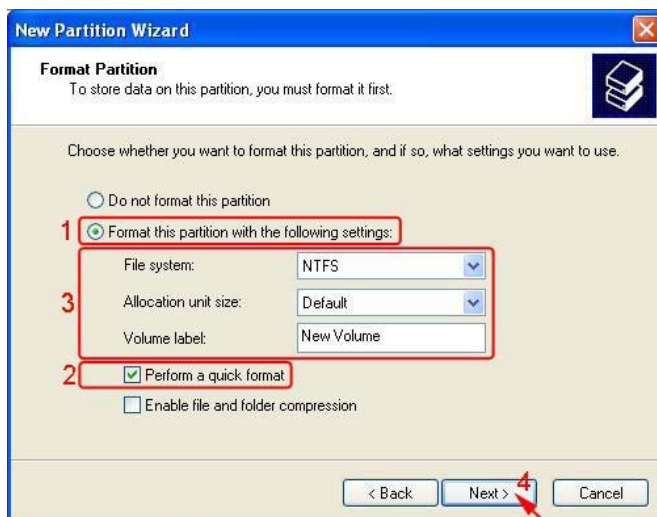 New Partition Wizard
Format Partition
To store data on this partition, you must format it first.
Choose whether you want to format this partition, and if so, what settings you want to use.
Do not format this partition
1 Format this partition with the following settings:
File system: NTFS
3 Allocation unit size: Default
Volume label: New Volume
2 Perform a quick format
Enable file and folder compression
< Back Next > 4 Cancel